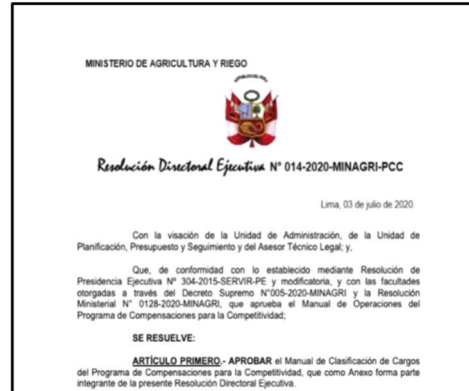 MINISTERIO DE AGRICULTURA Y RIEGO
Resolución Directoral Ejecutiva N° 014-2020-MINAGRI-PCC
Lima, 03 de julio de 2020
Con la visación de la Unidad de Administración, de la Unidad de
Planificación, Presupuesto y Seguimiento y del Asesor Técnico Legal; y,
Que, de conformidad con lo establecido mediante Resolución de
Presidencia Ejecutiva N° 304-2015-SERVIR-PE y modificatoria, y con las facultades
otorgadas a través del Decreto Supremo N°005-2020-MINAGRI y la Resolución
Ministerial N° 0128-2020-MINAGRI, que aprueba el Manual de Operaciones del
Programa de Compensaciones para la Competitividad;
SE RESUELVE:
ARTÍCULO PRIMERO.- APROBAR el Manual de Clasificación de Cargos
del Programa de Compensaciones para la Competitividad, que como Anexo forma parte
integrante de la presente Resolución Directoral Ejecutiva.